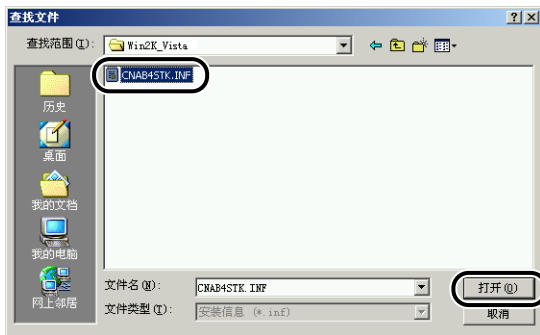 查找文件
查找范围(I): Win2K_Vista
CNAB4STK.INF
历史
桌面
我的文档
我的电脑
网上邻居
文件名(N): CNAB4STK.INF 打开(O)
文件类型(T): 安装信息 (*.inf) 取消